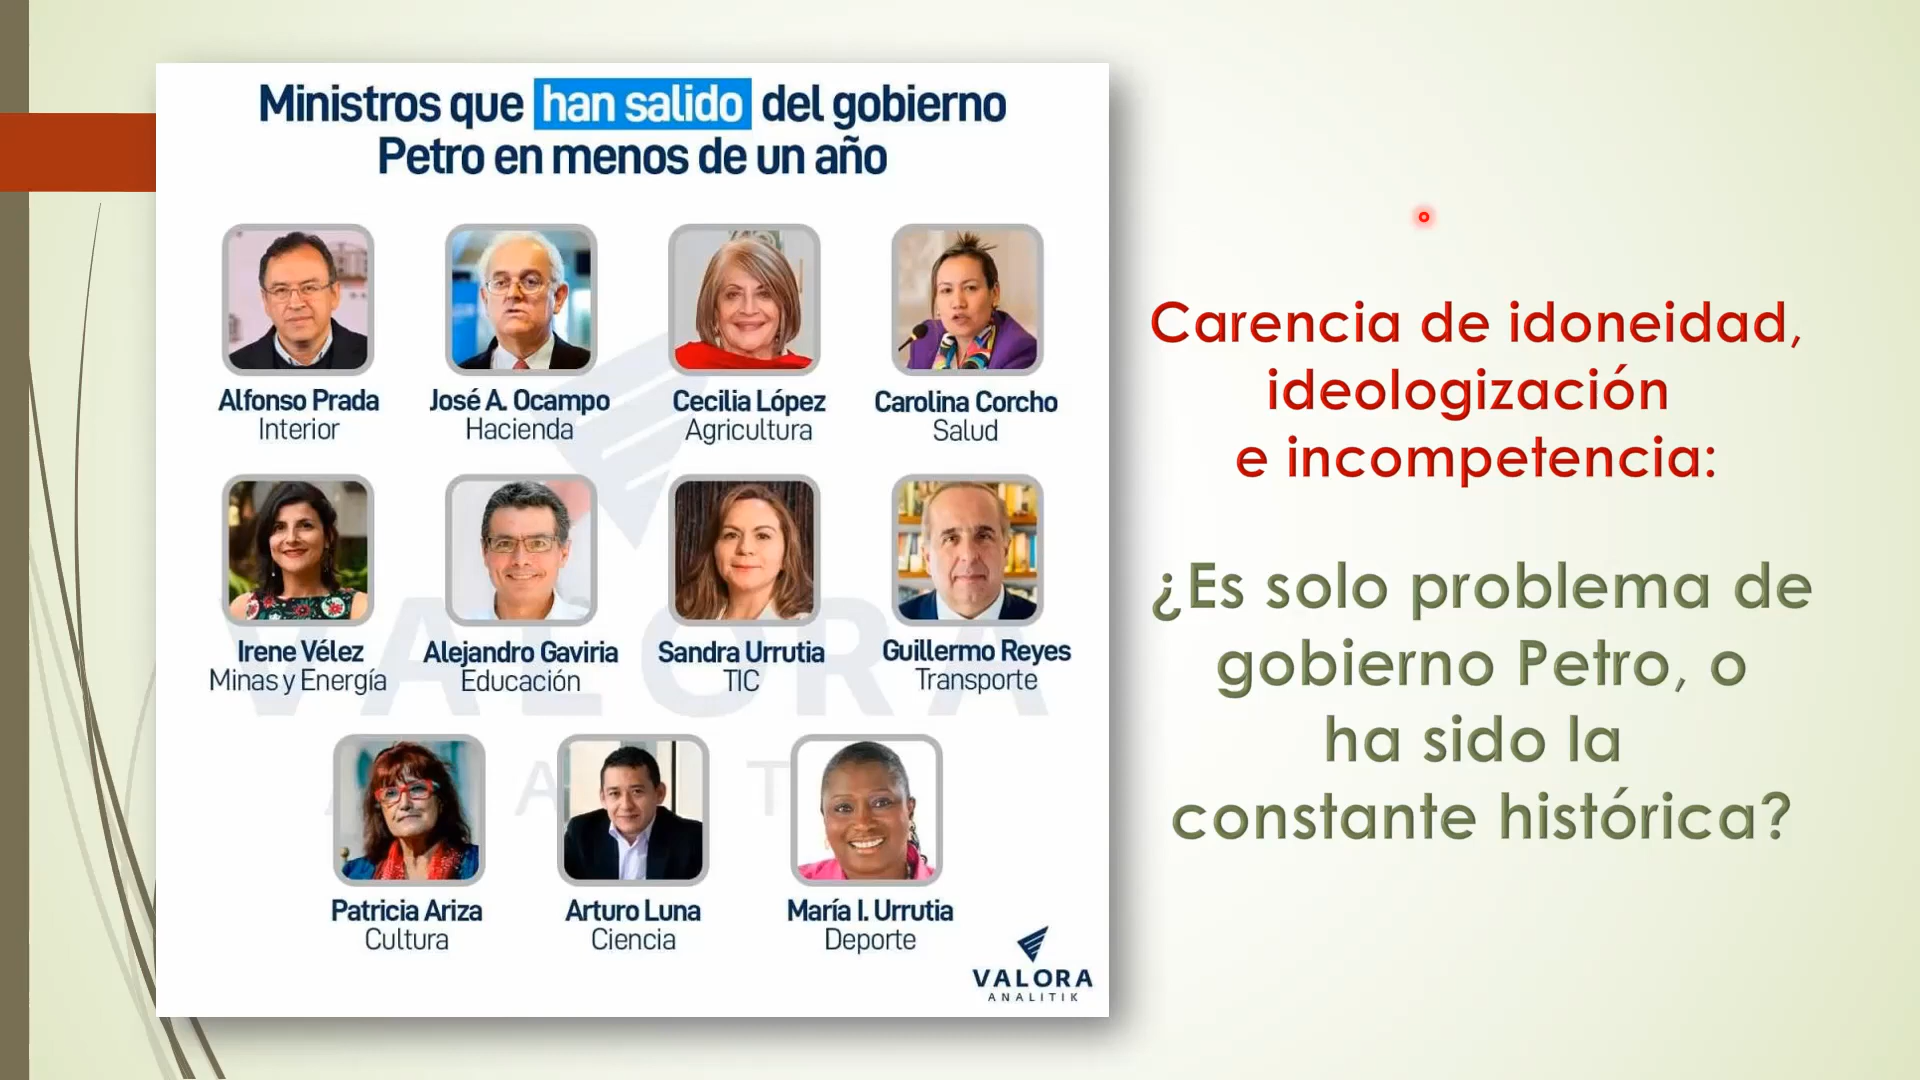 Ministros que han salido del gobierno
Petro en menos de un año
Alfonso Prada
Interior
José A. Ocampo
Hacienda
Cecilia López
Agricultura
Carolina Corcho
Salud
Irene Vélez
Minas y Energía
Alejandro Gaviria
Educación
Sandra Urrutia
TIC
Guillermo Reyes
Transporte
Patricia Ariza
Cultura
Arturo Luna
Ciencia
María I. Urrutia
Deporte
VALORA
ANALITIK
Carencia de idoneidad,
ideologización
e incompetencia:
¿Es solo problema de
gobierno Petro, o
ha sido la
constante histórica?